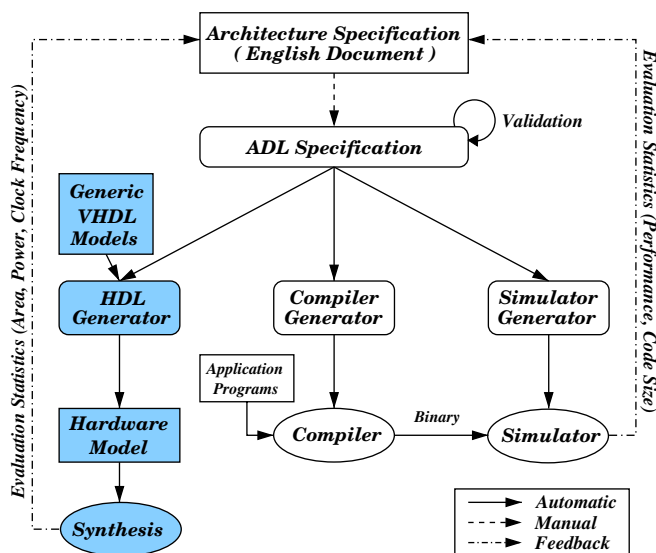 Architecture Specification
( English Document )
Validation
ADL Specification
Generic
VHDL
Models
HDL
Generator
Compiler
Generator
Simulator
Generator
Application
Programs
Hardware
Model
Compiler
Binary
Simulator
Synthesis
Automatic
Manual
Feedback
Evaluation Statistics (Area, Power, Clock Frequency)
Evaluation Statistics (Performance, Code Size)